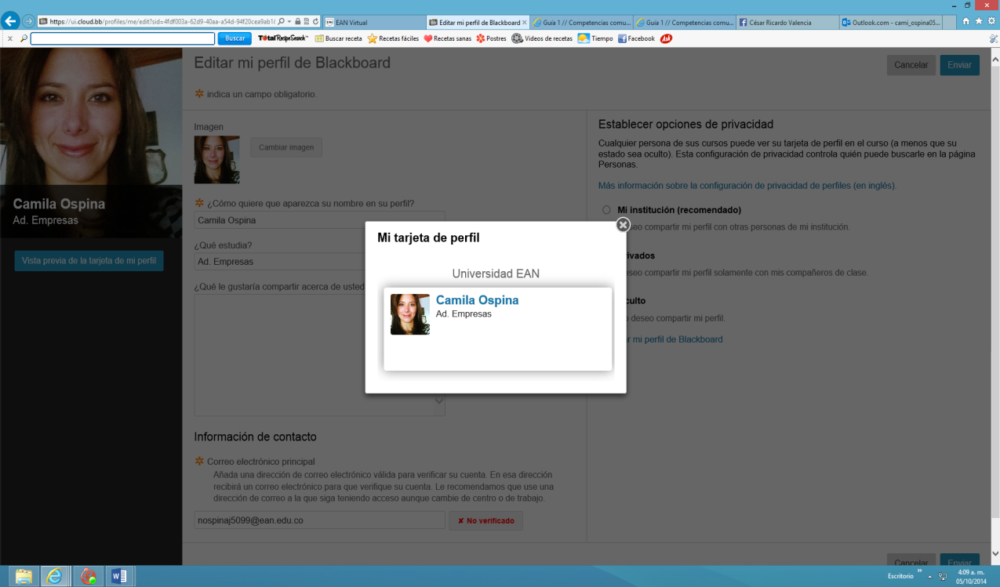 https://ui.cloud.bb/profiles/me/edit?sid=4fdf003a-62d9-40aa-a54d-94f20cea9ab1/
EAN Virtual
Editar mi perfil de Blackboard
Guía 1 // Competencias comu...
Guía 1 // Competencias comu...
César Ricardo Valencia
Outlook.com - cami_ospina05...
Buscar
TotalRecipeSearch
Buscar receta
Recetas fáciles
Recetas sanas
Postres
Videos de recetas
Tiempo
Facebook
Ask
Editar mi perfil de Blackboard
Cancelar
Enviar
indica un campo obligatorio.
Imagen
Cambiar imagen
Camila Ospina
Ad. Empresas
Vista previa de la tarjeta de mi perfil
¿Cómo quiere que aparezca su nombre en su perfil?
Camila Ospina
¿Qué estudia?
Ad. Empresas
¿Qué le gustaría compartir acerca de usted
Mi tarjeta de perfil
Universidad EAN
Camila Ospina
Ad. Empresas
Establecer opciones de privacidad
Cualquier persona de sus cursos puede ver su tarjeta de perfil en el curso (a menos que su
estado sea oculto). Esta configuración de privacidad controla quién puede buscarle en la página
Personas.
Más información sobre la configuración de privacidad de perfiles (en inglés).
Mi institución (recomendado)
eo compartir mi perfil con otras personas de mi institución.
ivados
eseo compartir mi perfil solamente con mis compañeros de clase.
culto
deseo compartir mi perfil.
r mi perfil de Blackboard
Información de contacto
Correo electrónico principal
Añada una dirección de correo electrónico válida para verificar su cuenta. En esa dirección
recibirá un correo electrónico para que verifique su cuenta. Le recomendamos que use una
dirección de correo a la que siga teniendo acceso aunque cambie de centro o de trabajo.
nospinaj5099@ean.edu.co
No verificado
Cancelar
Enviar
Escritorio
4:09 a. m.
05/10/2014